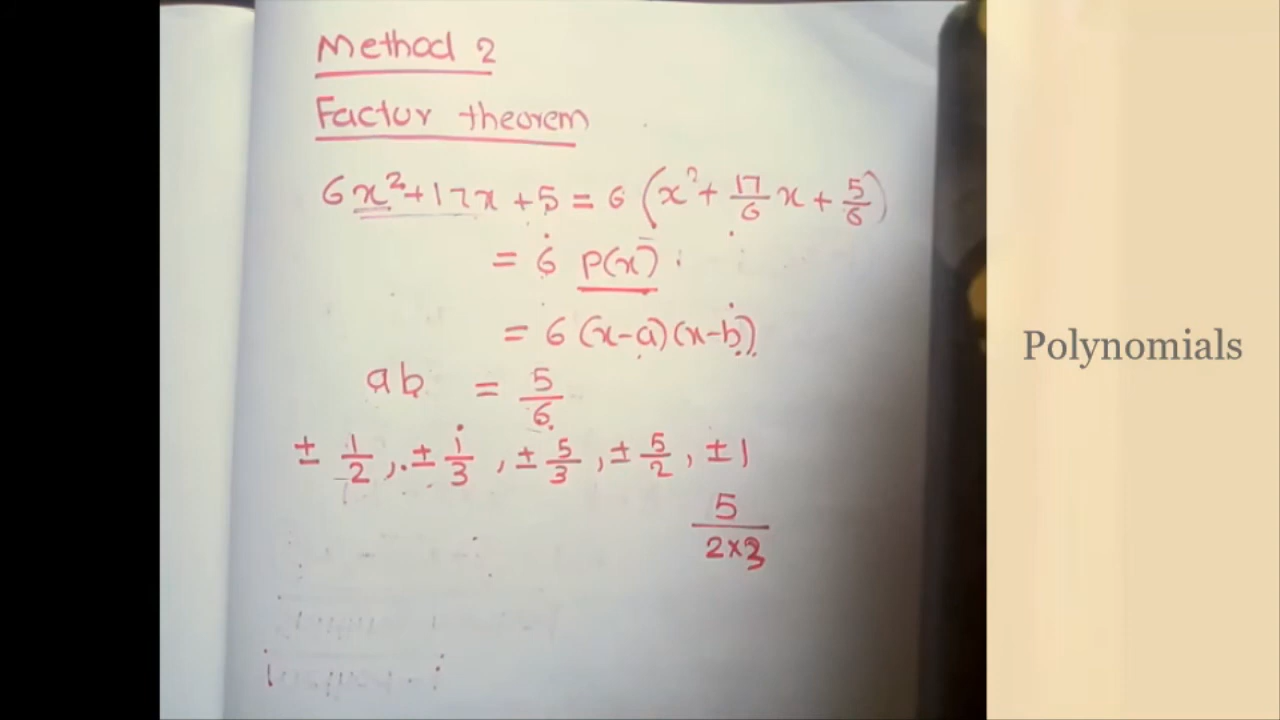 Method 2
Factor theorem
6x²+17x+5=6(x²+17/6x+5/6)
= 6 p(x)
= 6(x-a)(x-b)
ab = 5/6
± 1/2, ± 1/3, ± 5/3, ± 5/2, ± 1
5/2×3
Polynomials